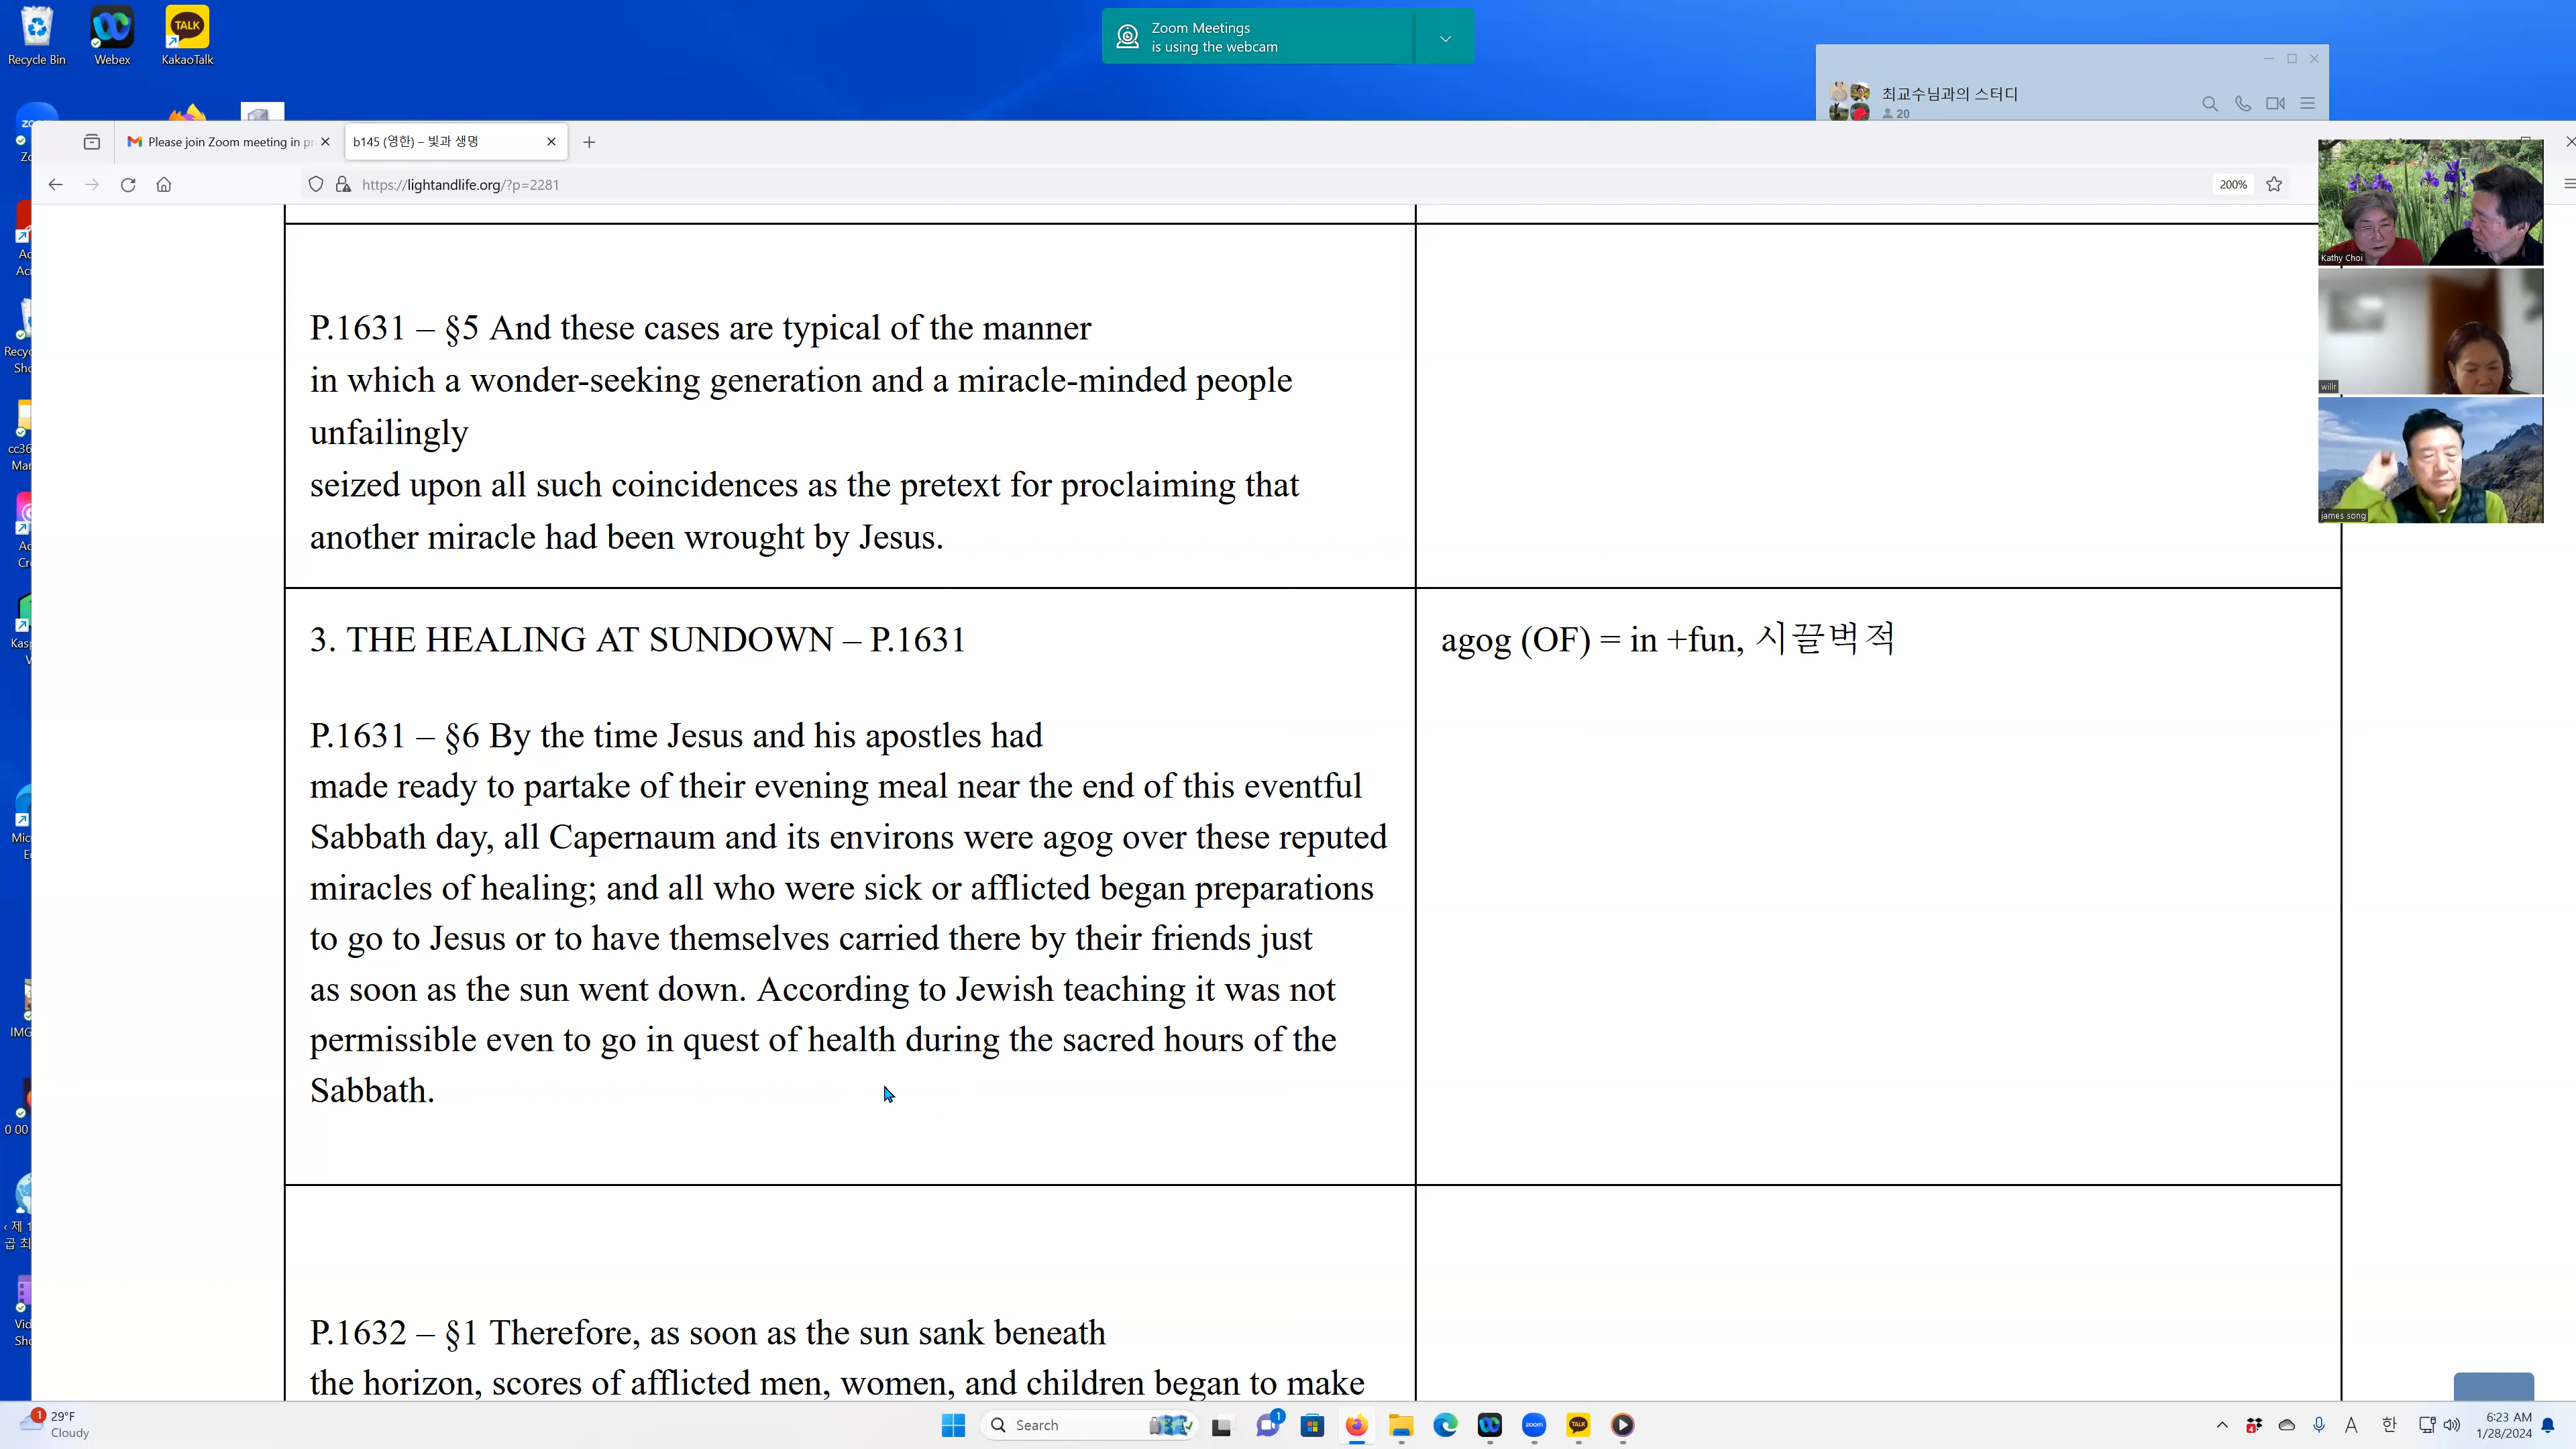 Recycle Bin
Webex
KakaoTalk
Zoom Meetings
is using the webcam
최교수님과의 스터디
20
Please join Zoom meeting in pr
b145 (영한) – 빛과 생명
https://lightandlife.org/?p=2281
200%
Kathy Choi
willr
james song
P.1631 – §5 And these cases are typical of the manner
in which a wonder-seeking generation and a miracle-minded people
unfailingly
seized upon all such coincidences as the pretext for proclaiming that
another miracle had been wrought by Jesus.
3. THE HEALING AT SUNDOWN – P.1631
agog (OF) = in +fun, 시끌벅적
P.1631 – §6 By the time Jesus and his apostles had
made ready to partake of their evening meal near the end of this eventful
Sabbath day, all Capernaum and its environs were agog over these reputed
miracles of healing; and all who were sick or afflicted began preparations
to go to Jesus or to have themselves carried there by their friends just
as soon as the sun went down. According to Jewish teaching it was not
permissible even to go in quest of health during the sacred hours of the
Sabbath.
P.1632 – §1 Therefore, as soon as the sun sank beneath
the horizon, scores of afflicted men, women, and children began to make
29°F
Cloudy
Search
6:23 AM
1/28/2024